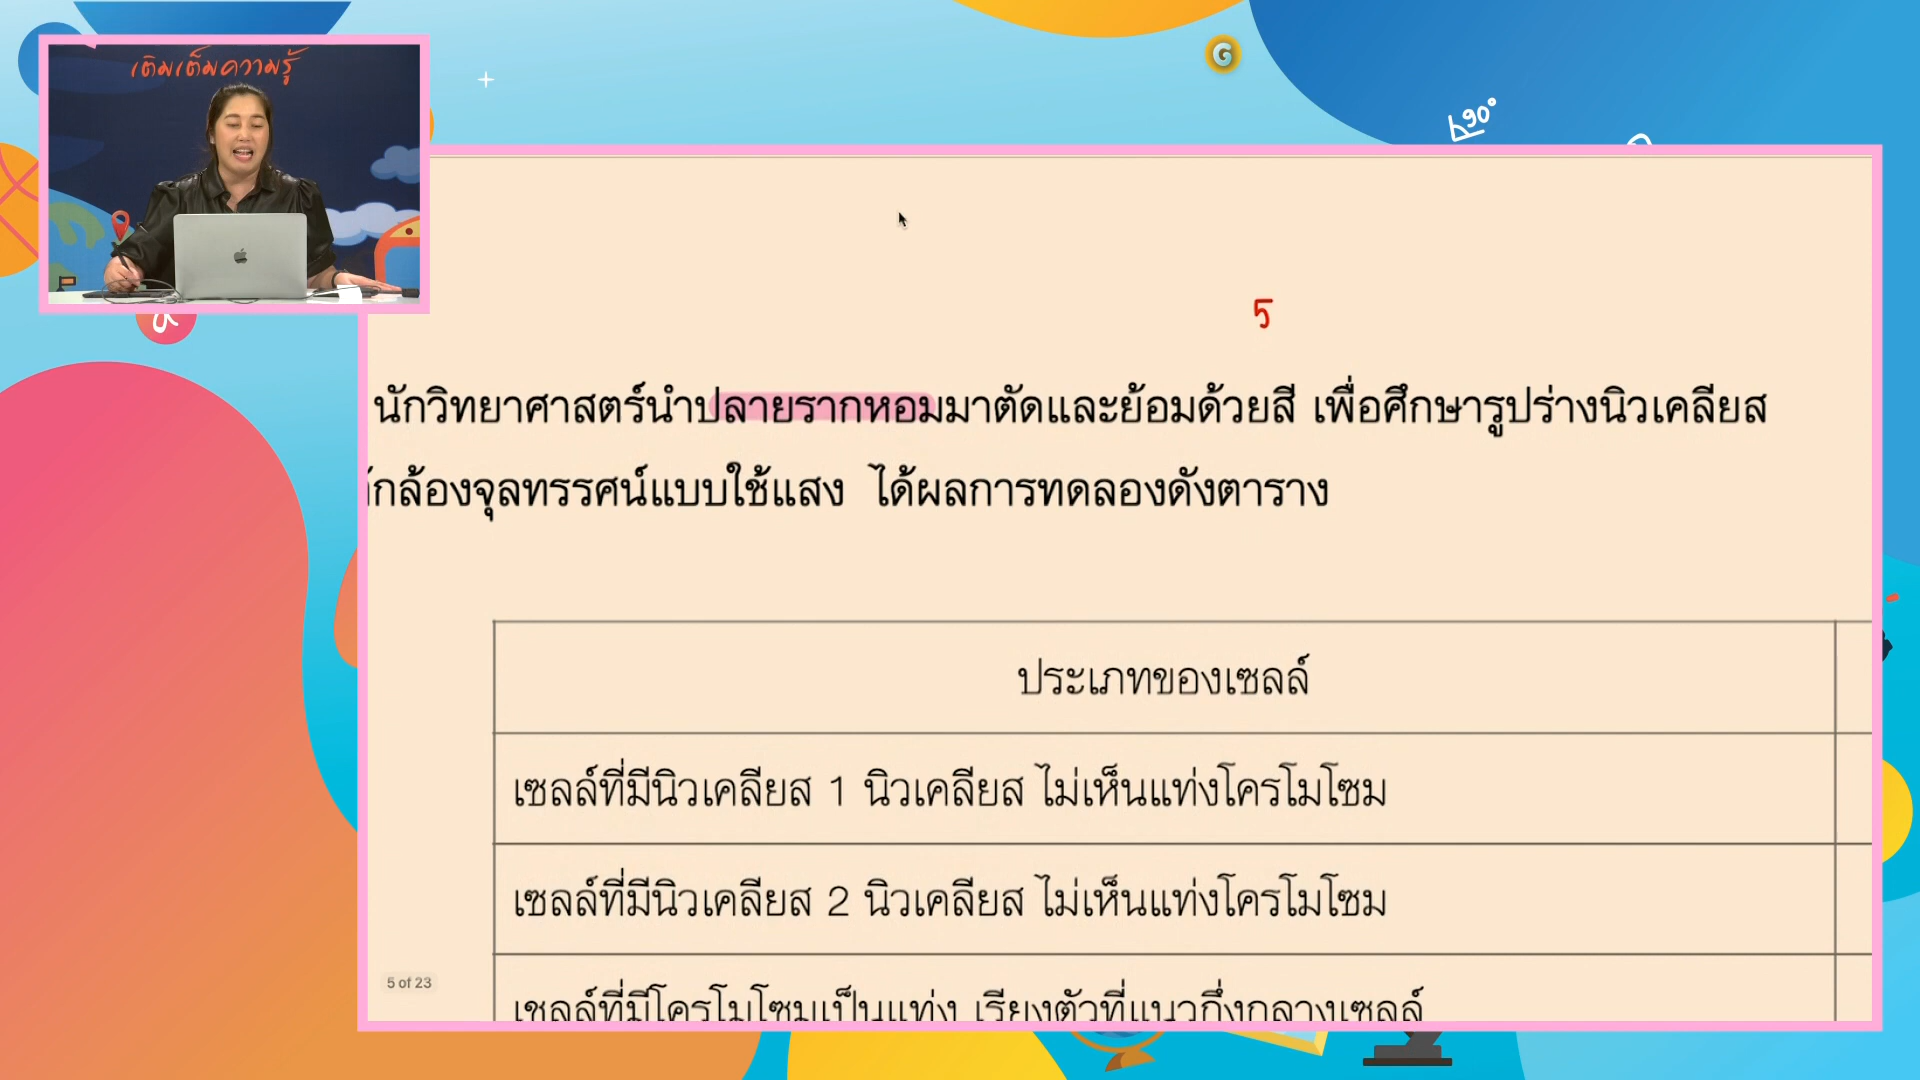 เติมเต็มความรู้
G
90°
5
นักวิทยาศาสตร์นำปลายรากหอมมาตัดและย้อมด้วยสี เพื่อศึกษารูปร่างนิวเคลียส
กล้องจุลทรรศน์แบบใช้แสง ได้ผลการทดลองดังตาราง
ประเภทของเซลล์
เซลล์ที่มีนิวเคลียส 1 นิวเคลียส ไม่เห็นแท่งโครโมโซม
เซลล์ที่มีนิวเคลียส 2 นิวเคลียส ไม่เห็นแท่งโครโมโซม
เซลล์ที่มีโครโมโซมเป็นแท่ง เรียงตัวที่แนวกึ่งกลางเซลล์
5 of 23